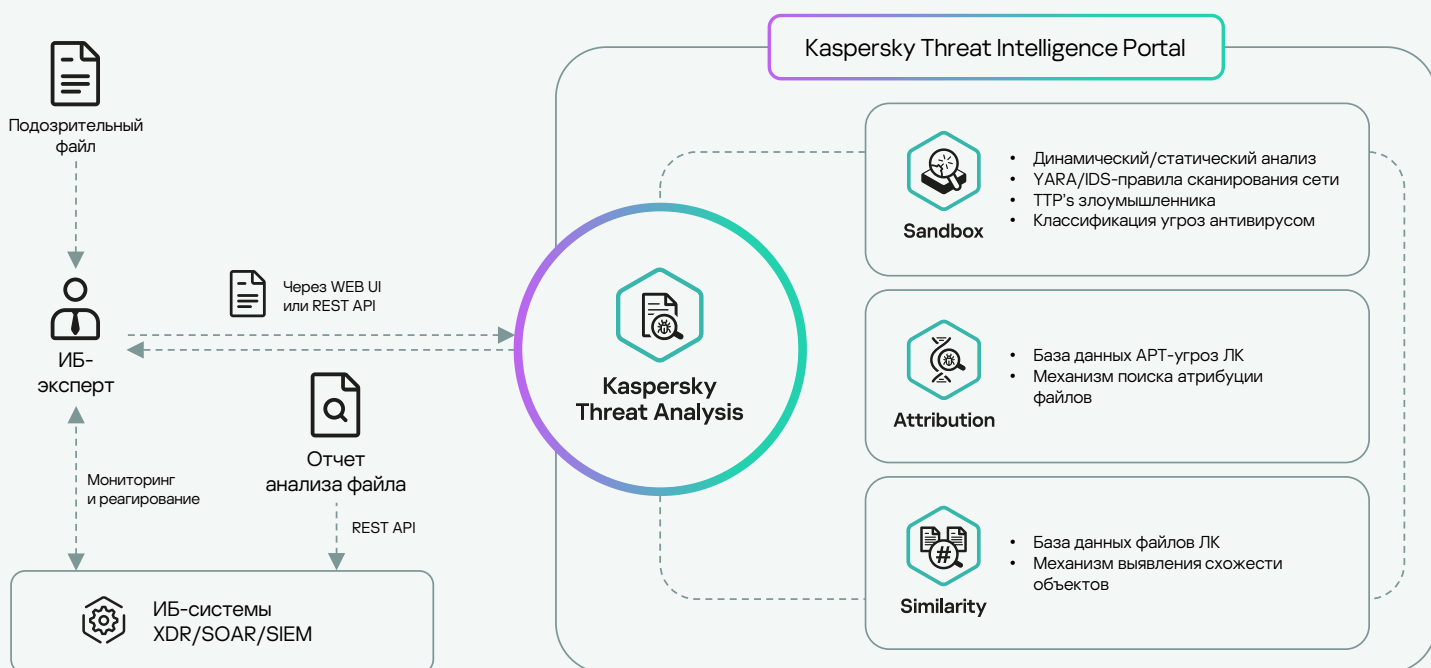 Kaspersky Threat Intelligence Portal
Подозрительный
файл
Через WEB UI
или REST API
ИБ-
эксперт
Отчет
анализа файла
Мониторинг
и реагирование
REST API
ИБ-системы
XDR/SOAR/SIEM
Kaspersky
Threat Analysis
Sandbox
• Динамический/статический анализ
• YARA/IDS-правила сканирования сети
• TTP's злоумышленника
• Классификация угроз антивирусом
Attribution
• База данных APT-угроз ЛК
• Механизм поиска атрибуции
файлов
#
Similarity
• База данных файлов ЛК
• Механизм выявления схожести
объектов